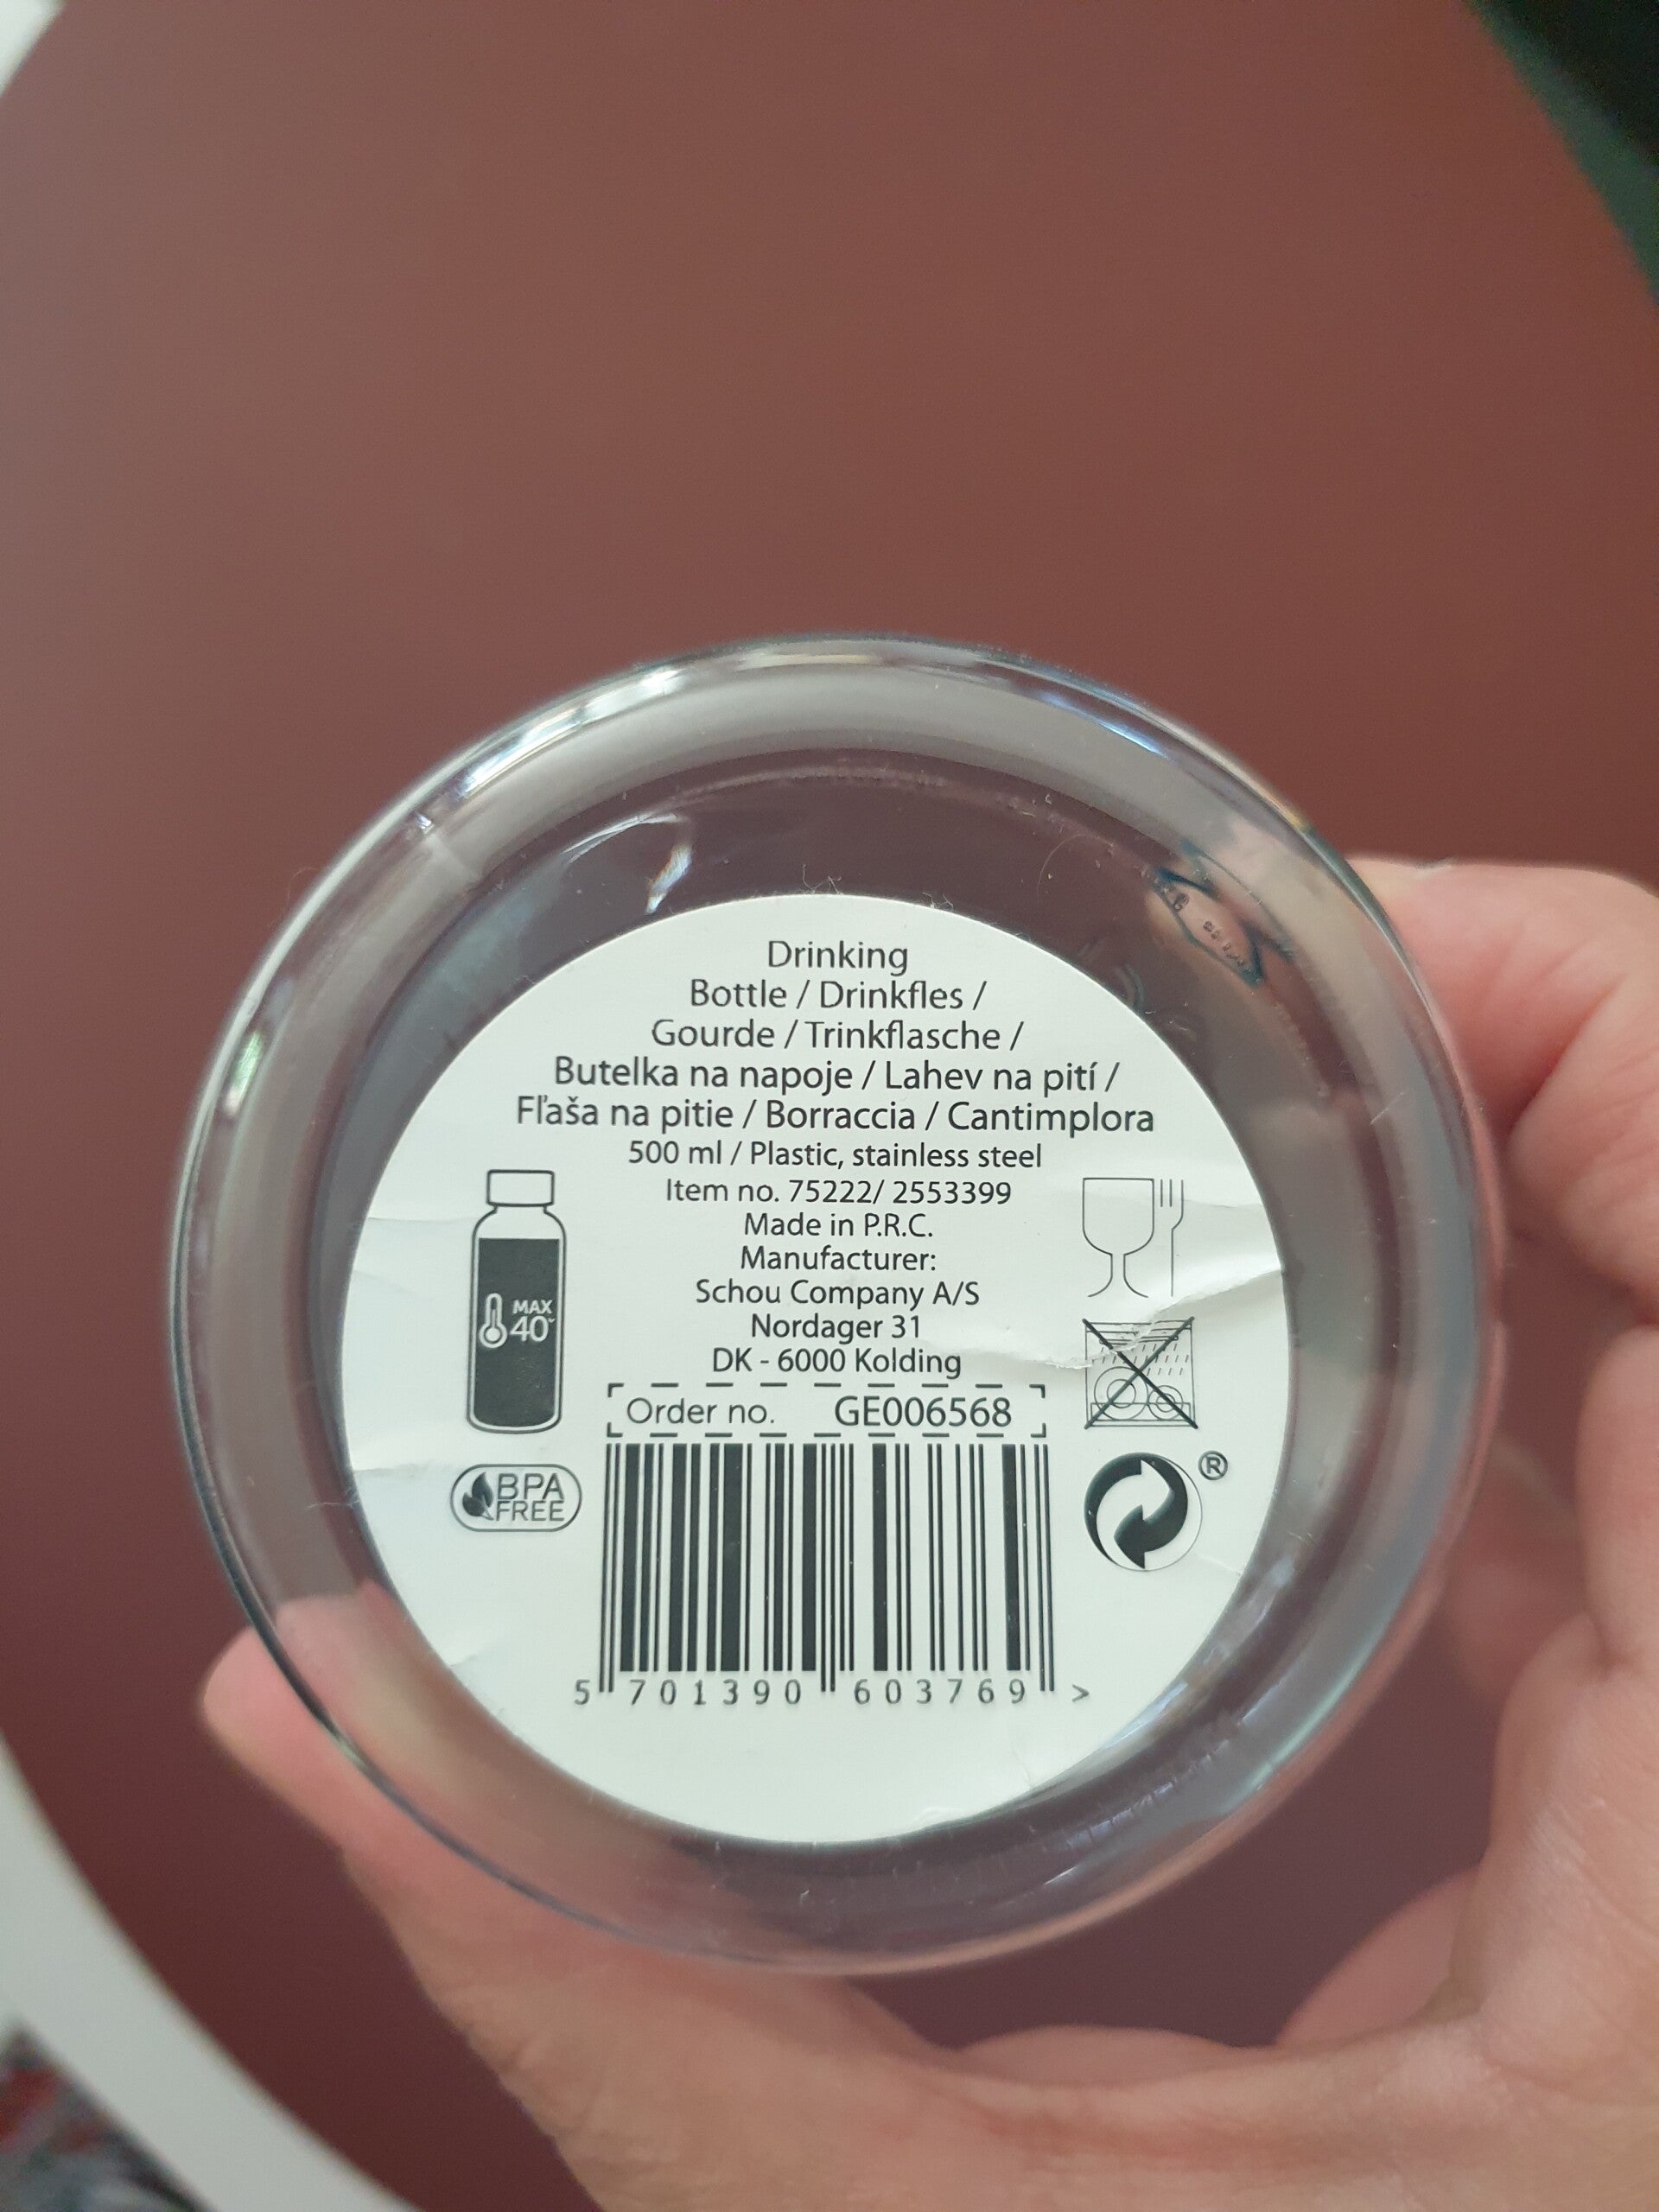 Drinking
Bottle / Drinkfles /
Gourde / Trinkflasche /
Butelka na napoje / Lahev na pití /
Fľaša na pitie / Borraccia / Cantimplora
500 ml / Plastic, stainless steel
Item no. 75222/ 2553399
Made in P.R.C.
Manufacturer:
Schou Company A/S
Nordager 31
DK - 6000 Kolding
MAX
40°
Order no. GE006568
BPA
FREE
®
5 701390 603769 >